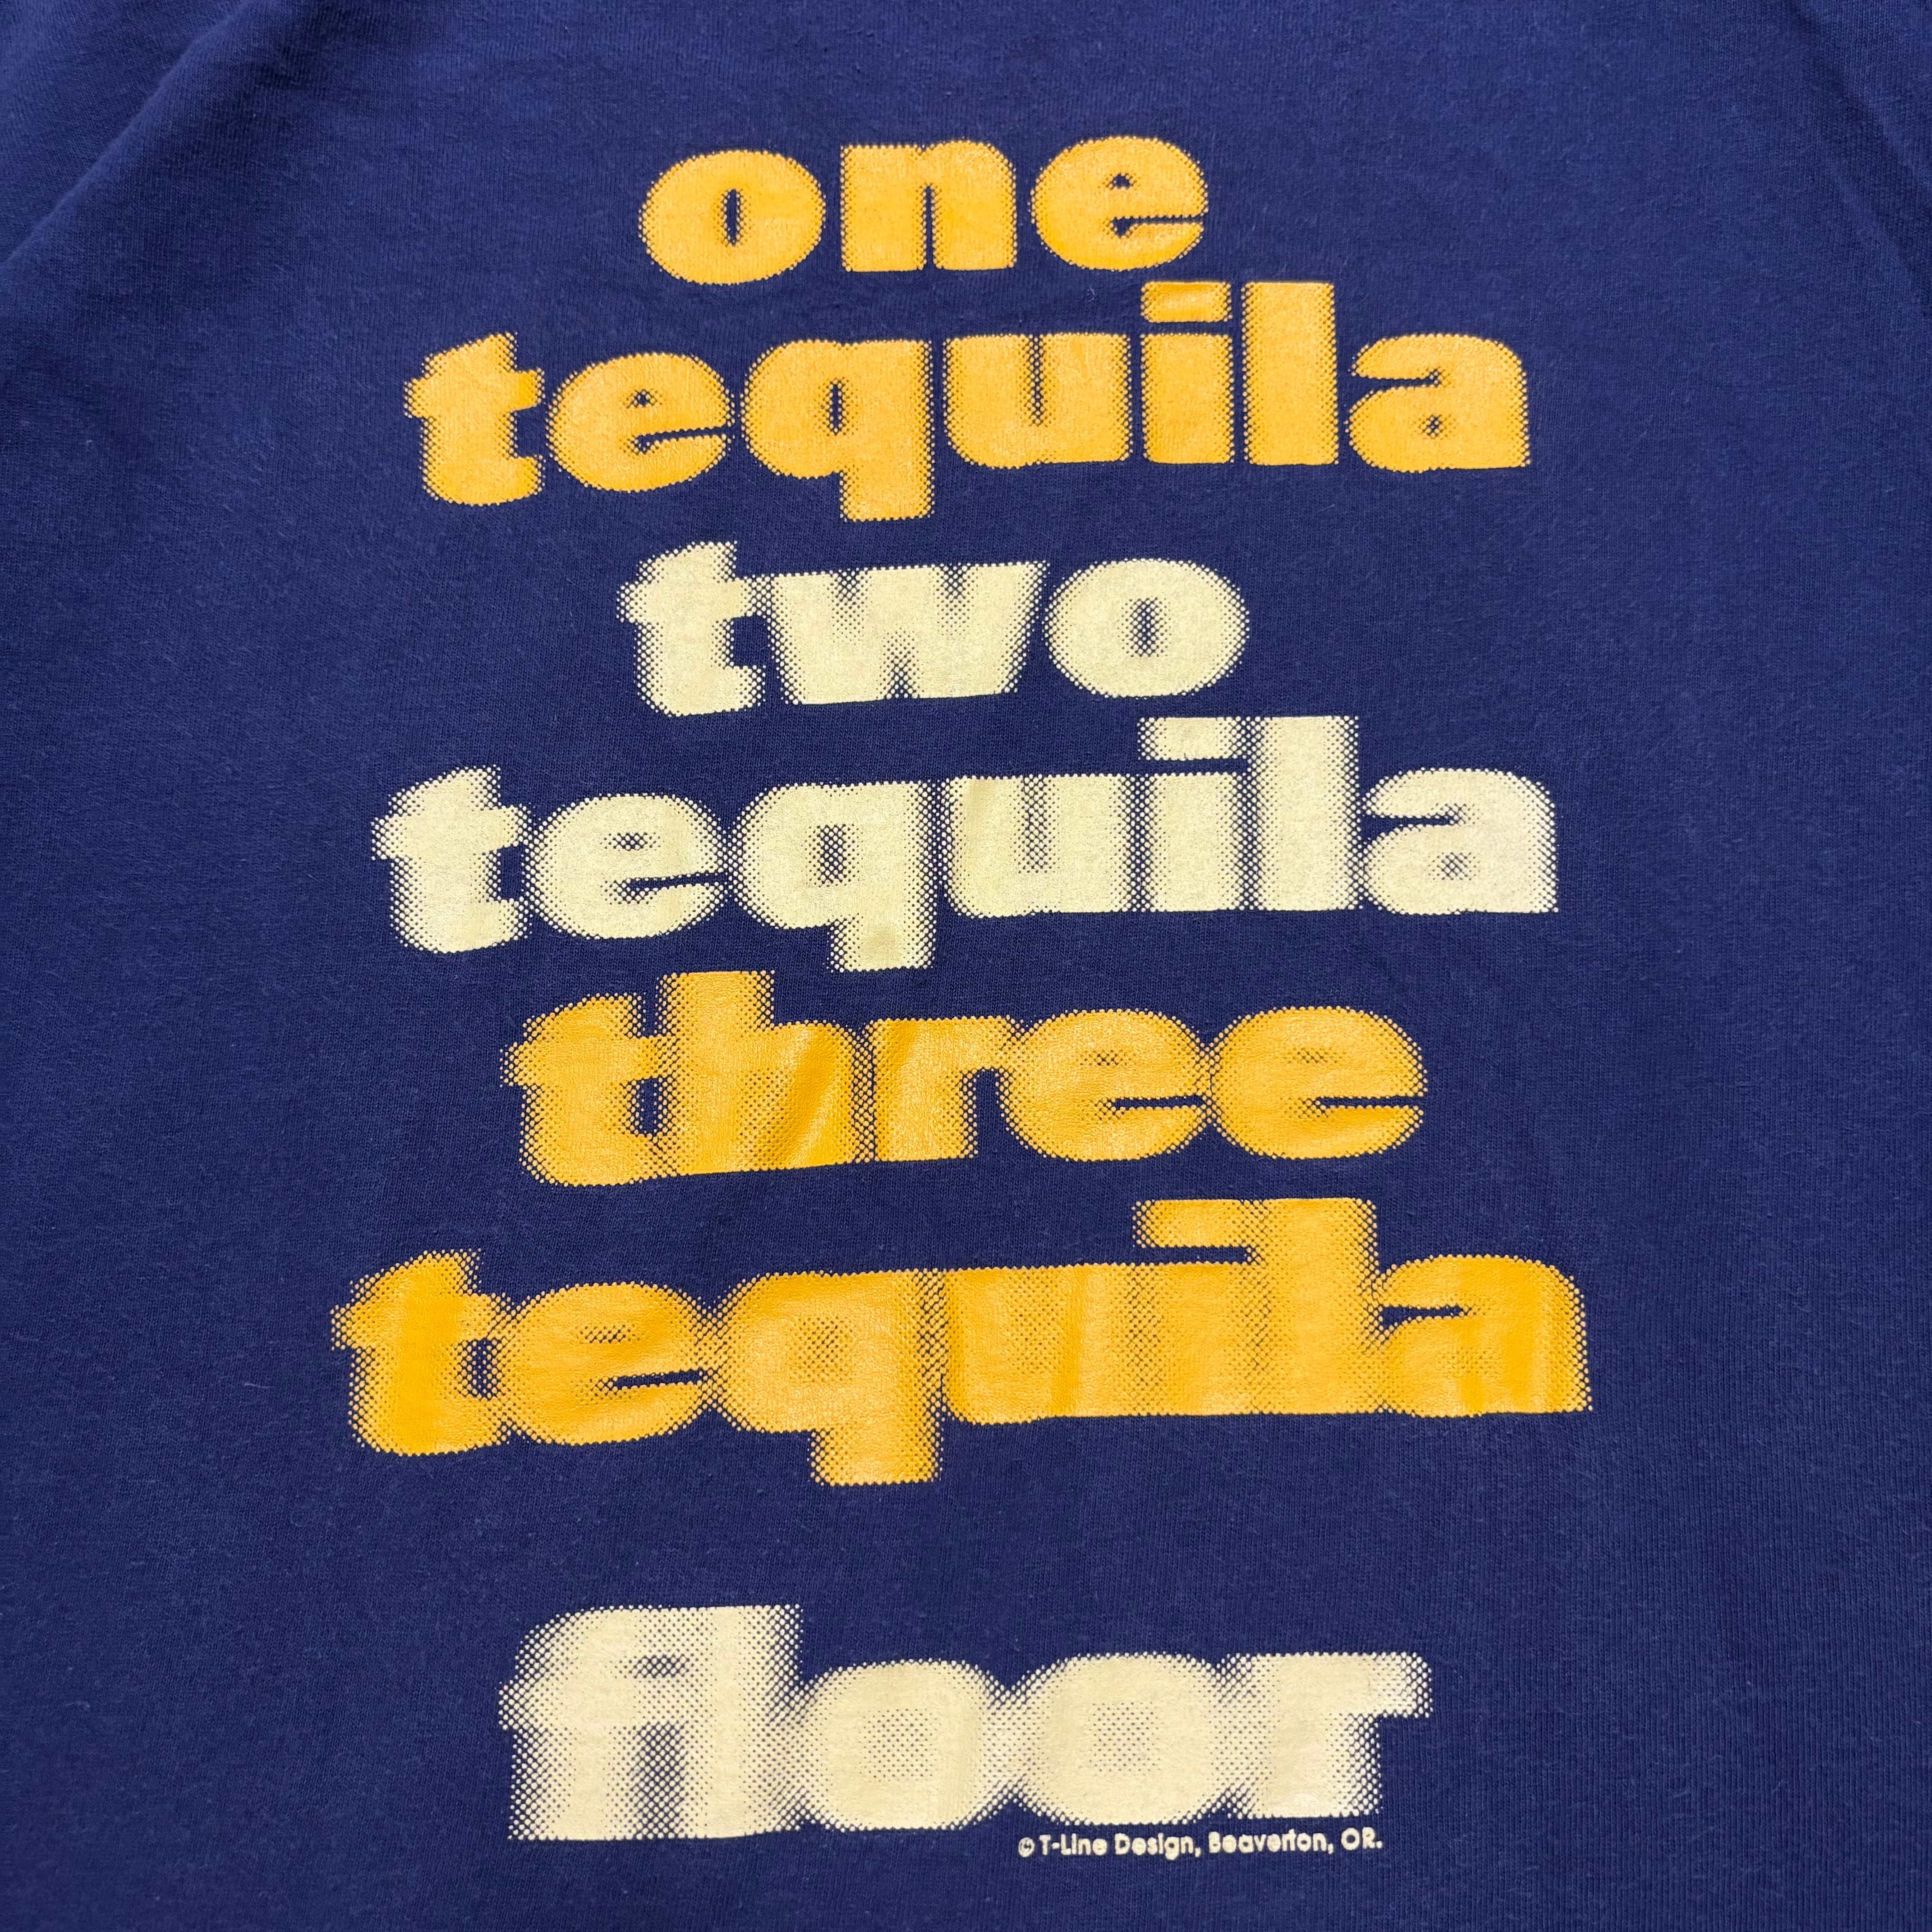 one
tequila
two
tequila
three
tequila
floor
© T-Line Design, Beaverton, OR.